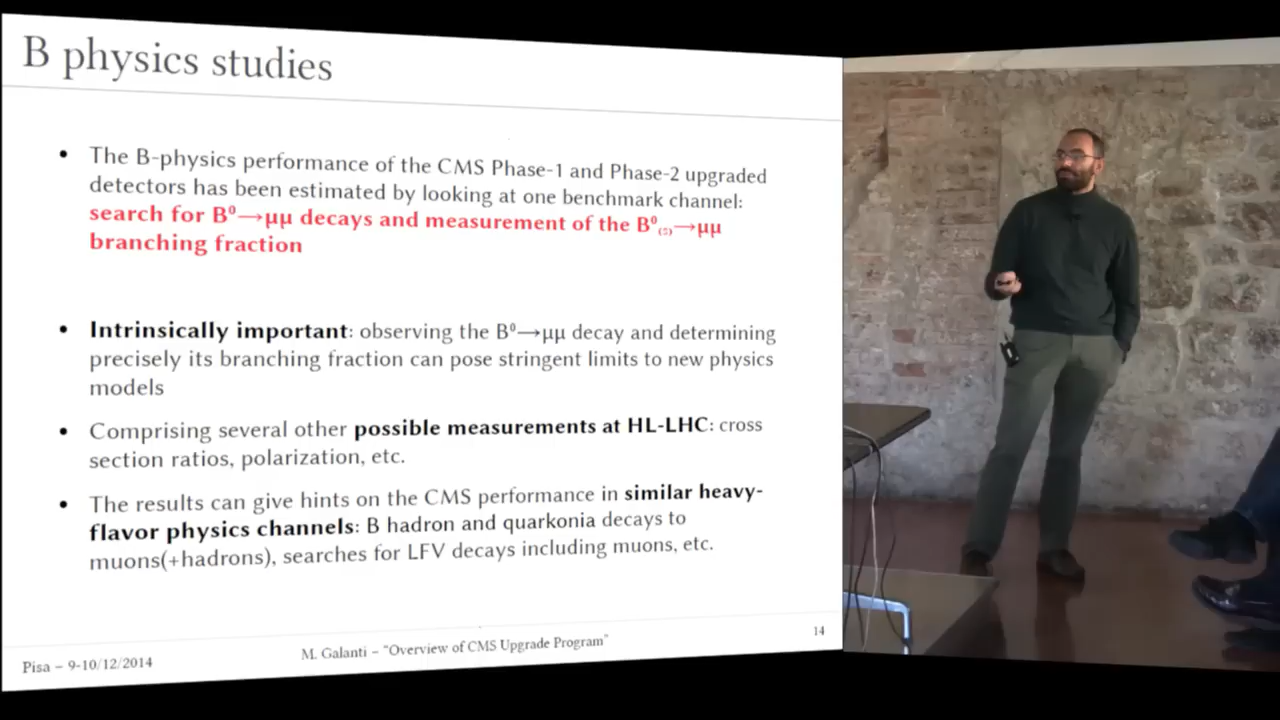 B physics studies
• The B-physics performance of the CMS Phase-1 and Phase-2 upgraded
detectors has been estimated by looking at one benchmark channel:
search for B⁰→μμ decays and measurement of the B⁰₍ₛ₎→μμ
branching fraction
• Intrinsically important: observing the B⁰→μμ decay and determining
precisely its branching fraction can pose stringent limits to new physics
models
• Comprising several other possible measurements at HL-LHC: cross
section ratios, polarization, etc.
• The results can give hints on the CMS performance in similar heavy-
flavor physics channels: B hadron and quarkonia decays to
muons(+hadrons), searches for LFV decays including muons, etc.
Pisa – 9-10/12/2014
M. Galanti – "Overview of CMS Upgrade Program"
14